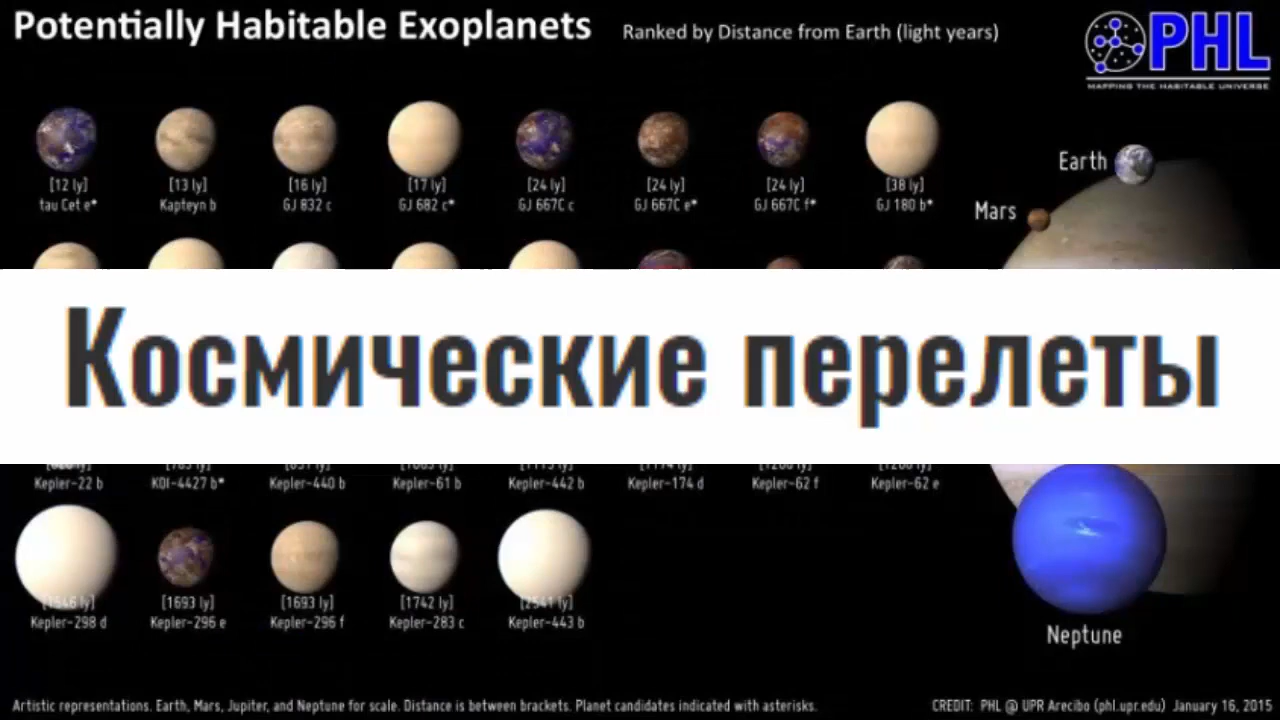 Potentially Habitable Exoplanets Ranked by Distance from Earth (light years)
PHL
MAPPING THE HABITABLE UNIVERSE
[12 ly] [13 ly] [16 ly] [17 ly] [24 ly] [24 ly] [24 ly] [38 ly]
tau Cet e* Kapteyn b GJ 832 c GJ 682 c* GJ 667C c GJ 667C e* GJ 667C f* GJ 180 b*
Earth
Mars
Космические перелеты
Kepler-22 b KOI-4427 b* Kepler-440 b Kepler-61 b Kepler-442 b Kepler-174 d Kepler-62 f Kepler-62 e
[1693 ly] [1693 ly] [1742 ly]
Kepler-298 d Kepler-296 e Kepler-296 f Kepler-283 c Kepler-443 b
Neptune
Artistic representations. Earth, Mars, Jupiter, and Neptune for scale. Distance is between brackets. Planet candidates indicated with asterisks.
CREDIT: PHL @ UPR Arecibo (phl.upr.edu) January 16, 2015